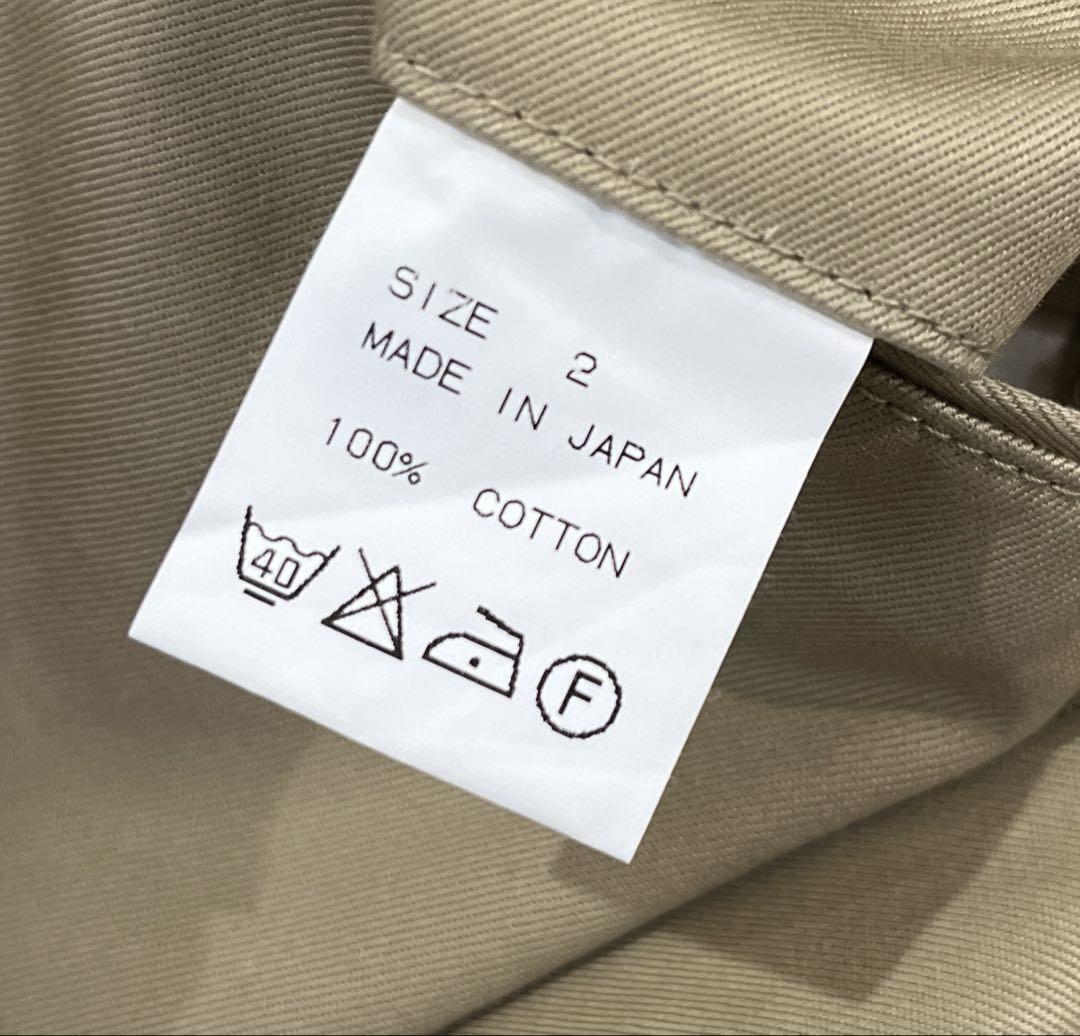 SIZE 2
MADE IN JAPAN
100% COTTON
40 F